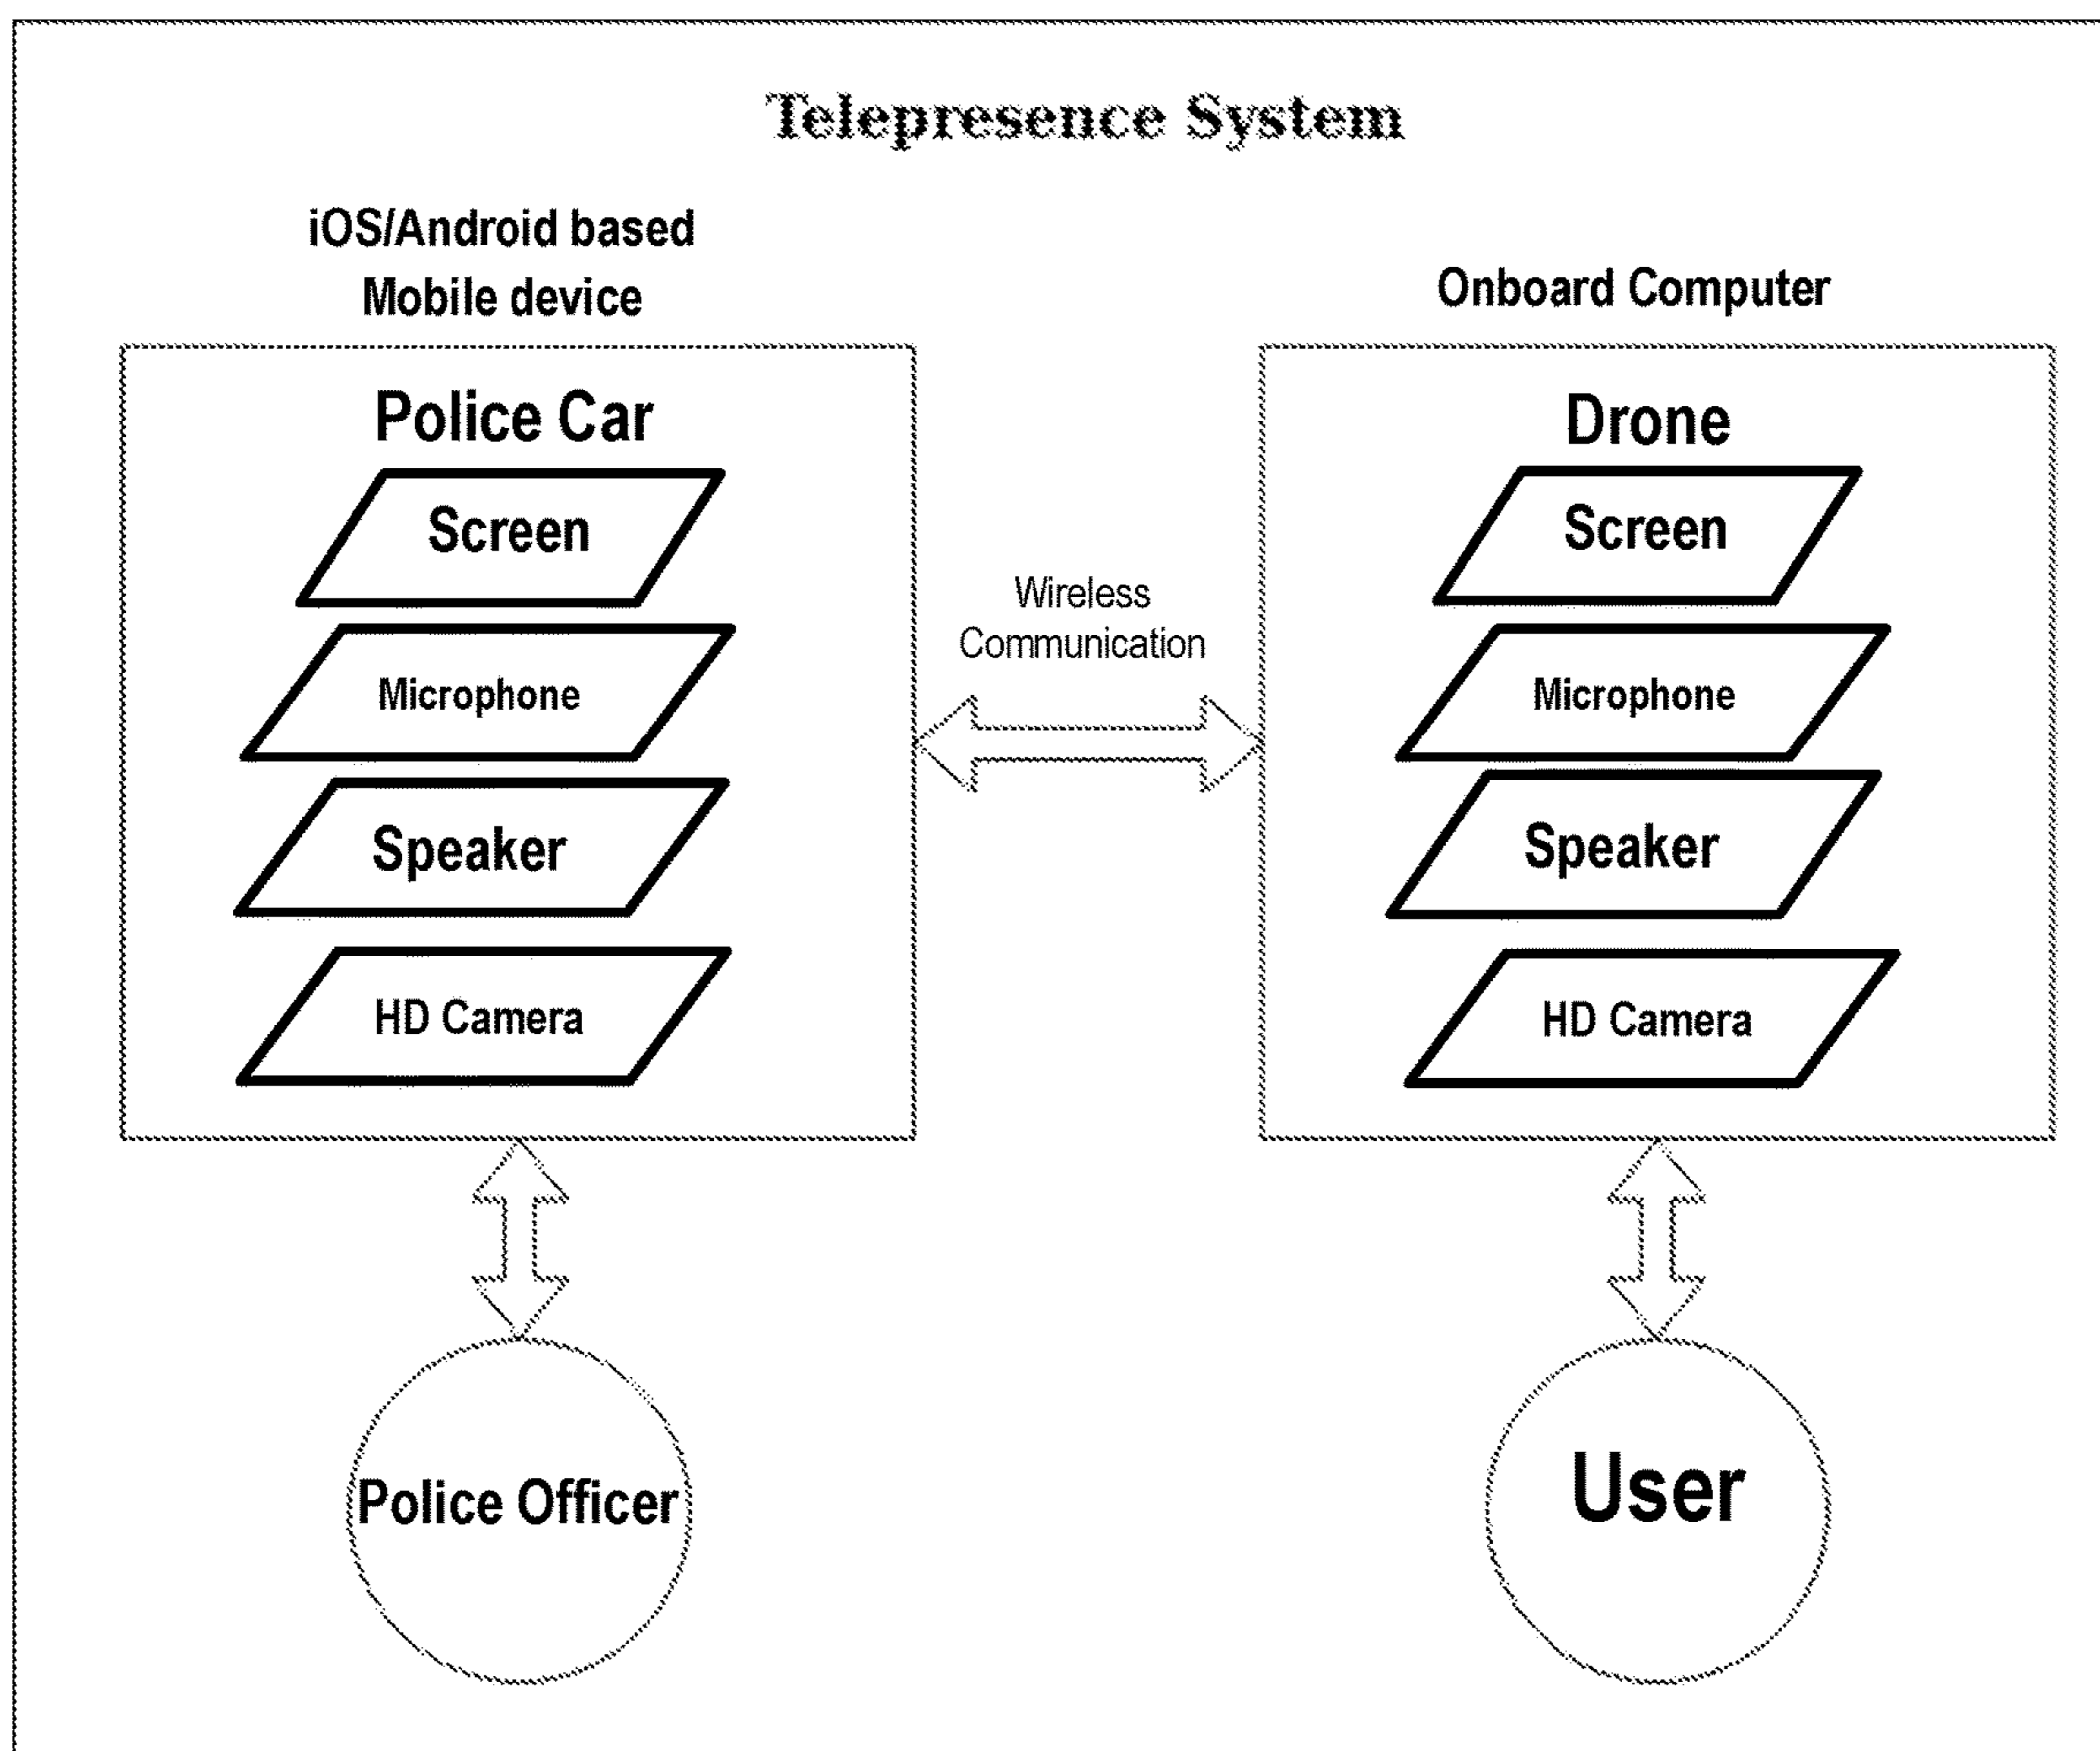 Telepresence System
iOS/Android based
Mobile device
Police Car
Screen
Microphone
Speaker
HD Camera
Wireless
Communication
Onboard Computer
Drone
Screen
Microphone
Speaker
HD Camera
Police Officer
User